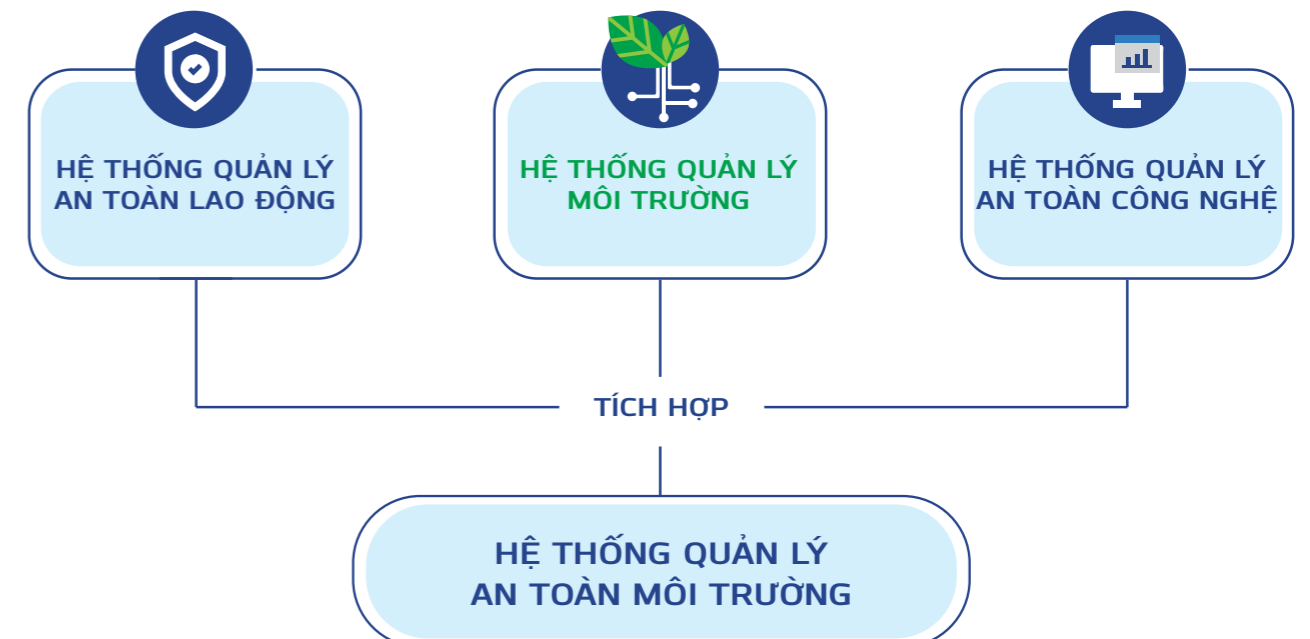 HỆ THỐNG QUẢN LÝ
AN TOÀN LAO ĐỘNG
HỆ THỐNG QUẢN LÝ
MÔI TRƯỜNG
HỆ THỐNG QUẢN LÝ
AN TOÀN CÔNG NGHỆ
TÍCH HỢP
HỆ THỐNG QUẢN LÝ
AN TOÀN MÔI TRƯỜNG